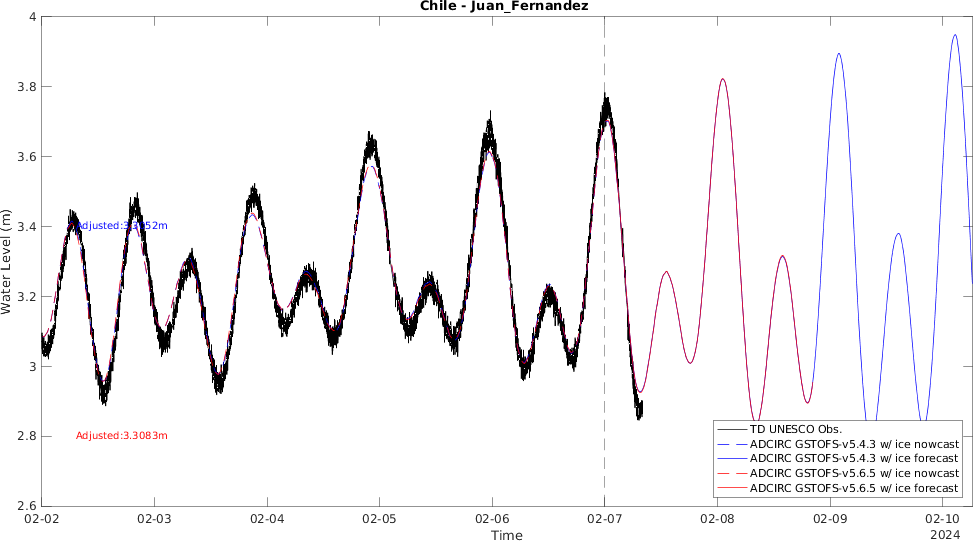 Chile - Juan_Fernandez
Water Level (m)
4
3.8
3.6
3.4
3.2
3
2.8
2.6
Adjusted:3.3052m
Adjusted:3.3083m
TD UNESCO Obs.
ADCIRC GSTOFS-v5.4.3 w/ ice nowcast
ADCIRC GSTOFS-v5.4.3 w/ ice forecast
ADCIRC GSTOFS-v5.6.5 w/ ice nowcast
ADCIRC GSTOFS-v5.6.5 w/ ice forecast
02-02 02-03 02-04 02-05 02-06 02-07 02-08 02-09 02-10
Time
2024